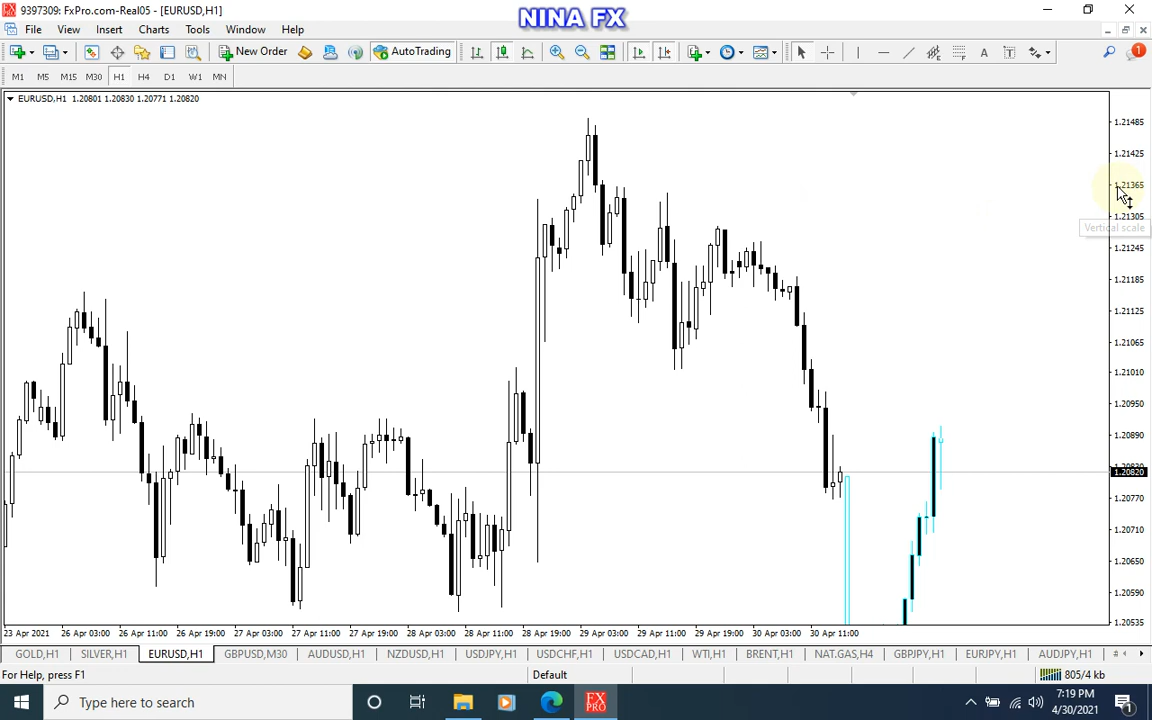 9397309: FxPro.com-Real05 - [EURUSD,H1]
NINA FX
File View Insert Charts Tools Window Help
New Order AutoTrading A T 1
M1 M5 M15 M30 H1 H4 D1 W1 MN
EURUSD,H1 1.20801 1.20830 1.20771 1.20820
1.21485
1.21425
1.21365
Vertical scale
1.21305
1.21245
1.21185
1.21125
1.21065
1.21010
1.20950
1.20890
1.20830
1.20820
1.20770
1.20710
1.20650
1.20590
1.20535
23 Apr 2021 26 Apr 03:00 26 Apr 11:00 26 Apr 19:00 27 Apr 03:00 27 Apr 11:00 27 Apr 19:00 28 Apr 03:00 28 Apr 11:00 28 Apr 19:00 29 Apr 03:00 29 Apr 11:00 29 Apr 19:00 30 Apr 03:00 30 Apr 11:00
GOLD,H1 SILVER,H1 EURUSD,H1 GBPUSD,M30 AUDUSD,H1 NZDUSD,H1 USDJPY,H1 USDCHF,H1 USDCAD,H1 WTI,H1 BRENT,H1 NAT.GAS,H4 GBPJPY,H1 EURJPY,H1 AUDJPY,H1
For Help, press F1 Default 805/4 kb
FX PRO
Type here to search
7:19 PM
4/30/2021
1